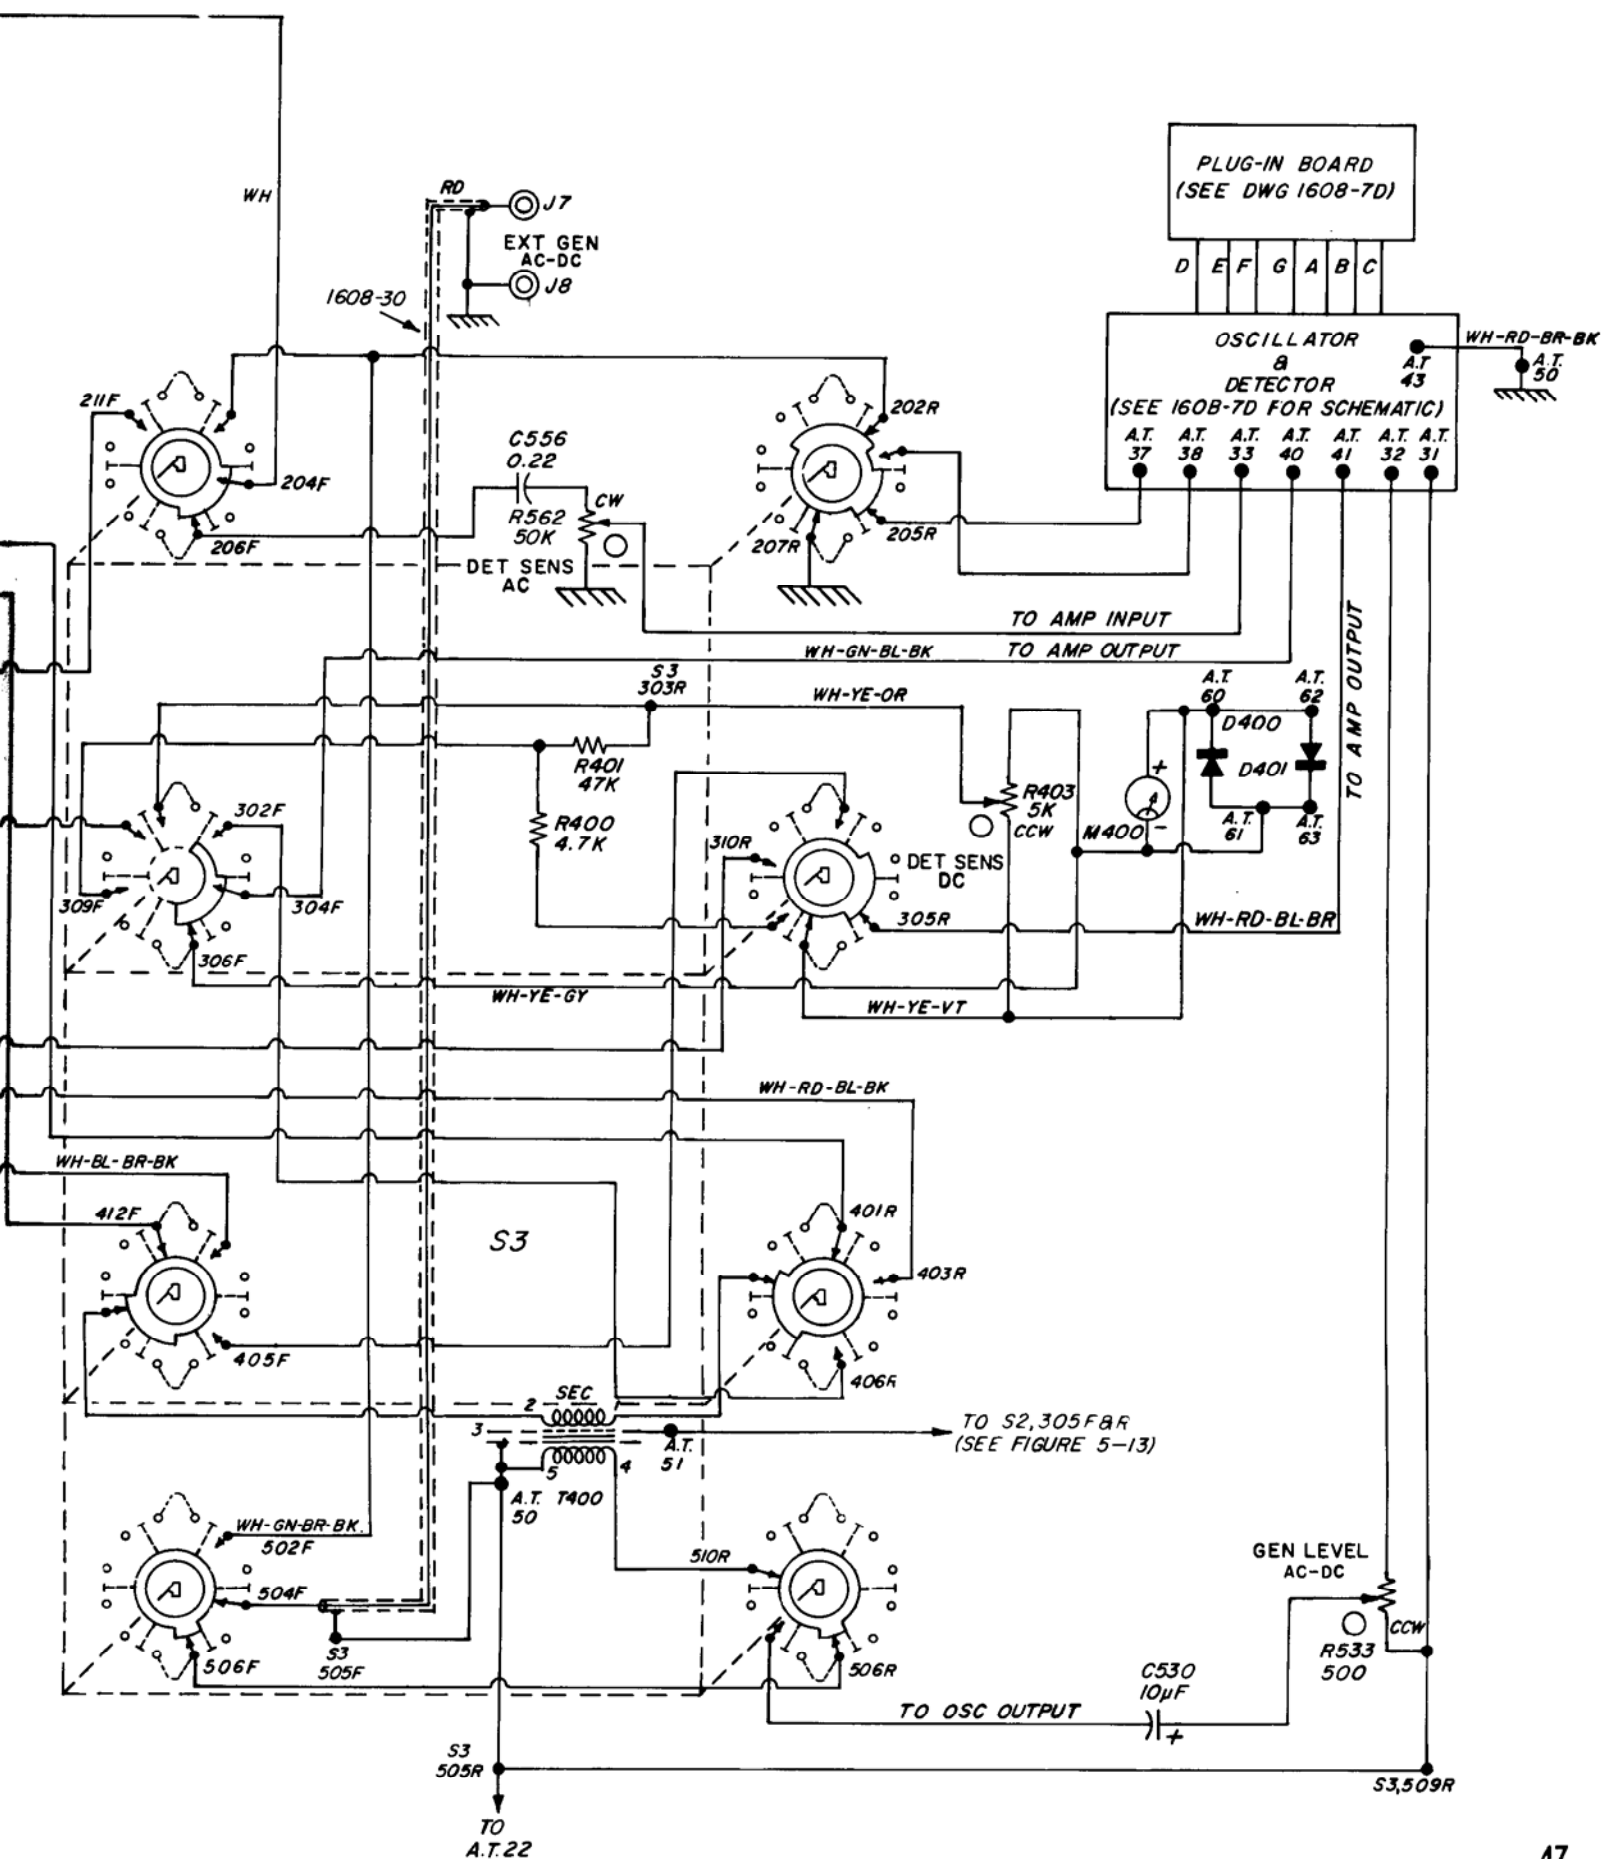 PLUG-IN BOARD
(SEE DWG 1608-7D)
D E F G A B C
WH
RD
J7
EXT GEN
AC-DC
J8
1608-30
OSCILLATOR
&
DETECTOR
(SEE 1608-7D FOR SCHEMATIC)
A.T
43
WH-RD-BR-BK
A.T.
50
A.T.
37
A.T.
38
A.T.
33
A.T.
40
A.T.
41
A.T.
32
A.T.
31
211F
204F
206F
C556
0.22
R562
50K
CW
DET SENS
AC
202R
205R
207R
TO AMP INPUT
WH-GN-BL-BK
TO AMP OUTPUT
TO AMP OUTPUT
S3
303R
WH-YE-OR
R401
47K
R400
4.7K
302F
304F
309F
306F
310R
305R
DET SENS
DC
R403
5K
CCW
A.T.
60
A.T.
62
D400
D401
+
-
M400
A.T.
61
A.T.
63
WH-RD-BL-BR
WH-YE-GY
WH-YE-VT
WH-RD-BL-BK
WH-BL-BR-BK
412F
405F
S3
401R
403R
406R
SEC
2
3
5
4
A.T.
51
TO S2,305F&R
(SEE FIGURE 5-13)
A.T.
50
T400
WH-GN-BR-BK
502F
504F
506F
S3
505F
510R
506R
GEN LEVEL
AC-DC
CCW
R533
500
C530
10µF
+
TO OSC OUTPUT
S3
505R
S3,509R
TO
A.T.22
47